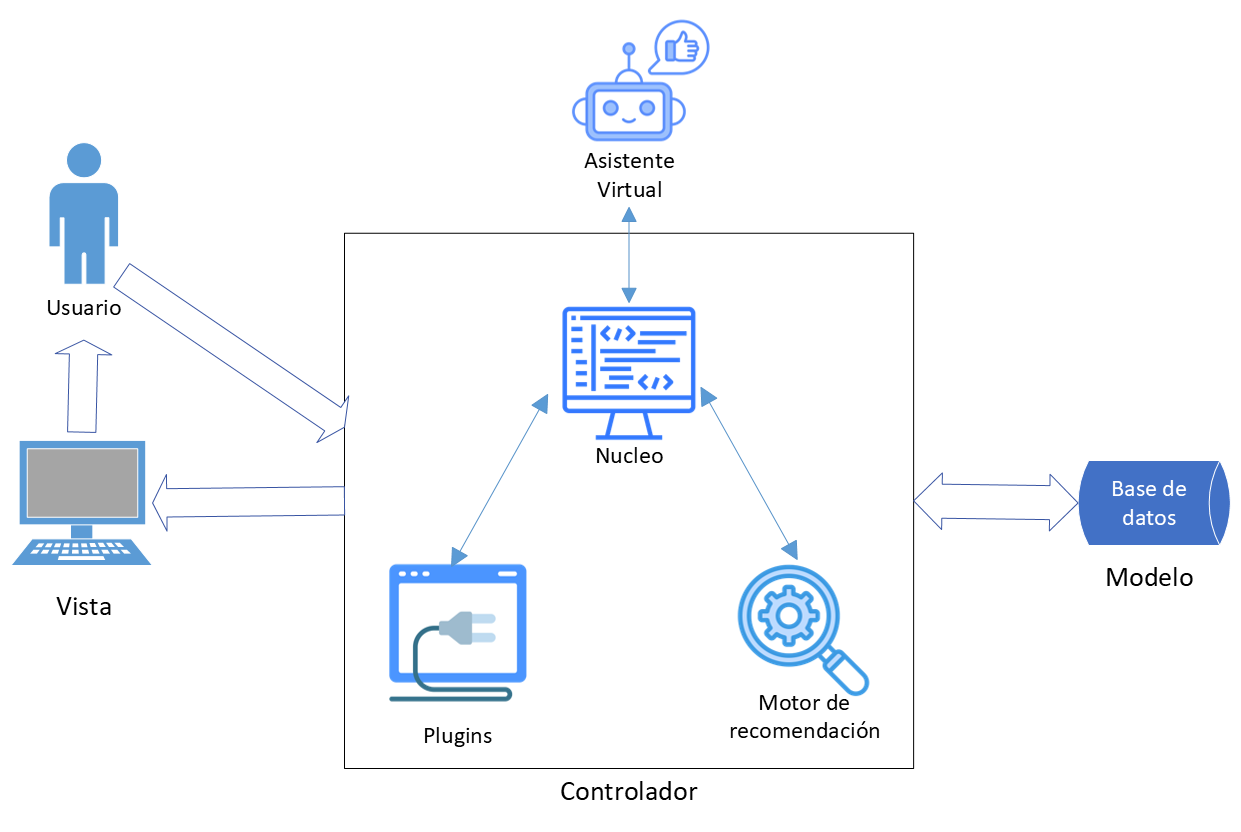 Asistente
Virtual
Usuario
Nucleo
Base de
datos
Modelo
Vista
Motor de
recomendación
Plugins
Controlador